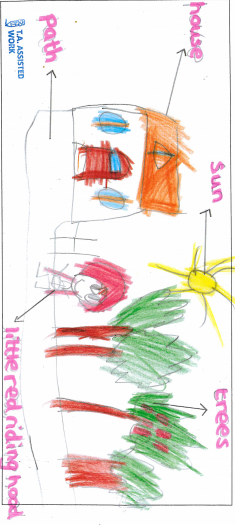 house
sun
trees
path
little red riding hood
T.A. ASSISTED
WORK